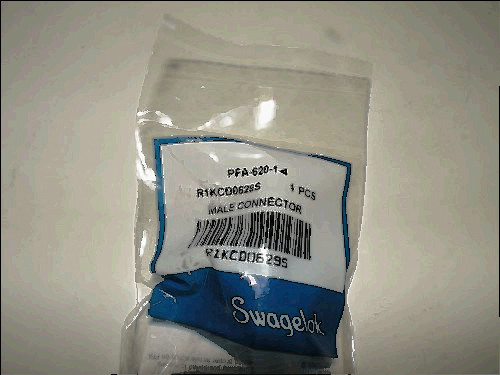 PFA-620-1◄
R1KCD0629S 1 PCS
MALE CONNECTOR
R1KCD0629S
Swagelok